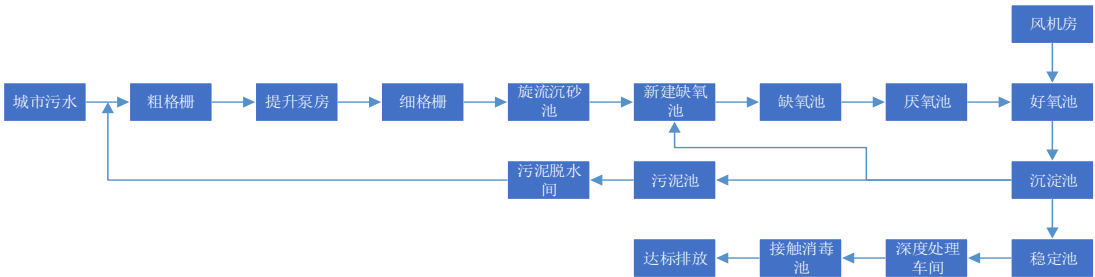 风机房
城市污水
粗格栅
提升泵房
细格栅
旋流沉砂
池
新建缺氧
池
缺氧池
厌氧池
好氧池
污泥脱水
间
污泥池
沉淀池
达标排放
接触消毒
池
深度处理
车间
稳定池